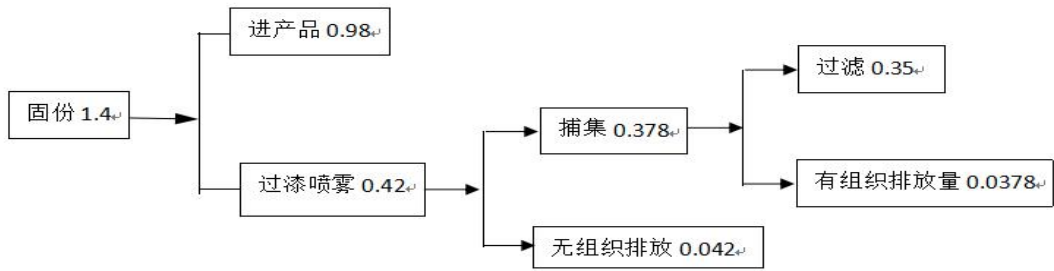 进产品 0.98
过滤 0.35
固份 1.4
捕集 0.378
过漆喷雾 0.42
有组织排放量 0.0378
无组织排放 0.042